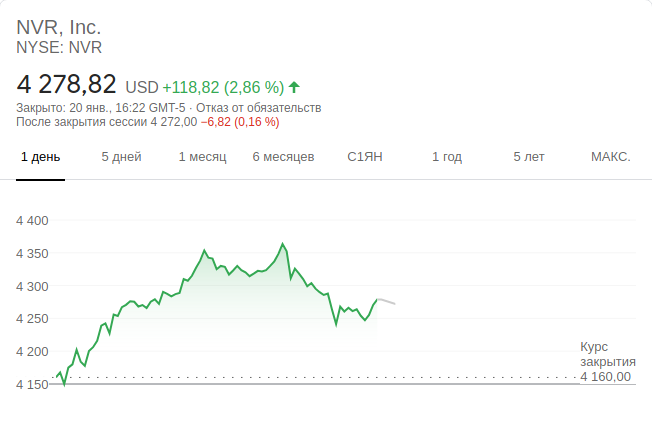 NVR, Inc.
NYSE: NVR
4 278,82 USD +118,82 (2,86 %)
Закрыто: 20 янв., 16:22 GMT-5 · Отказ от обязательств
После закрытия сессии 4 272,00 −6,82 (0,16 %)
1 день 5 дней 1 месяц 6 месяцев С1ЯН 1 год 5 лет МАКС.
4 400
4 350
4 300
4 250
4 200
4 150
Курс
закрытия
4 160,00